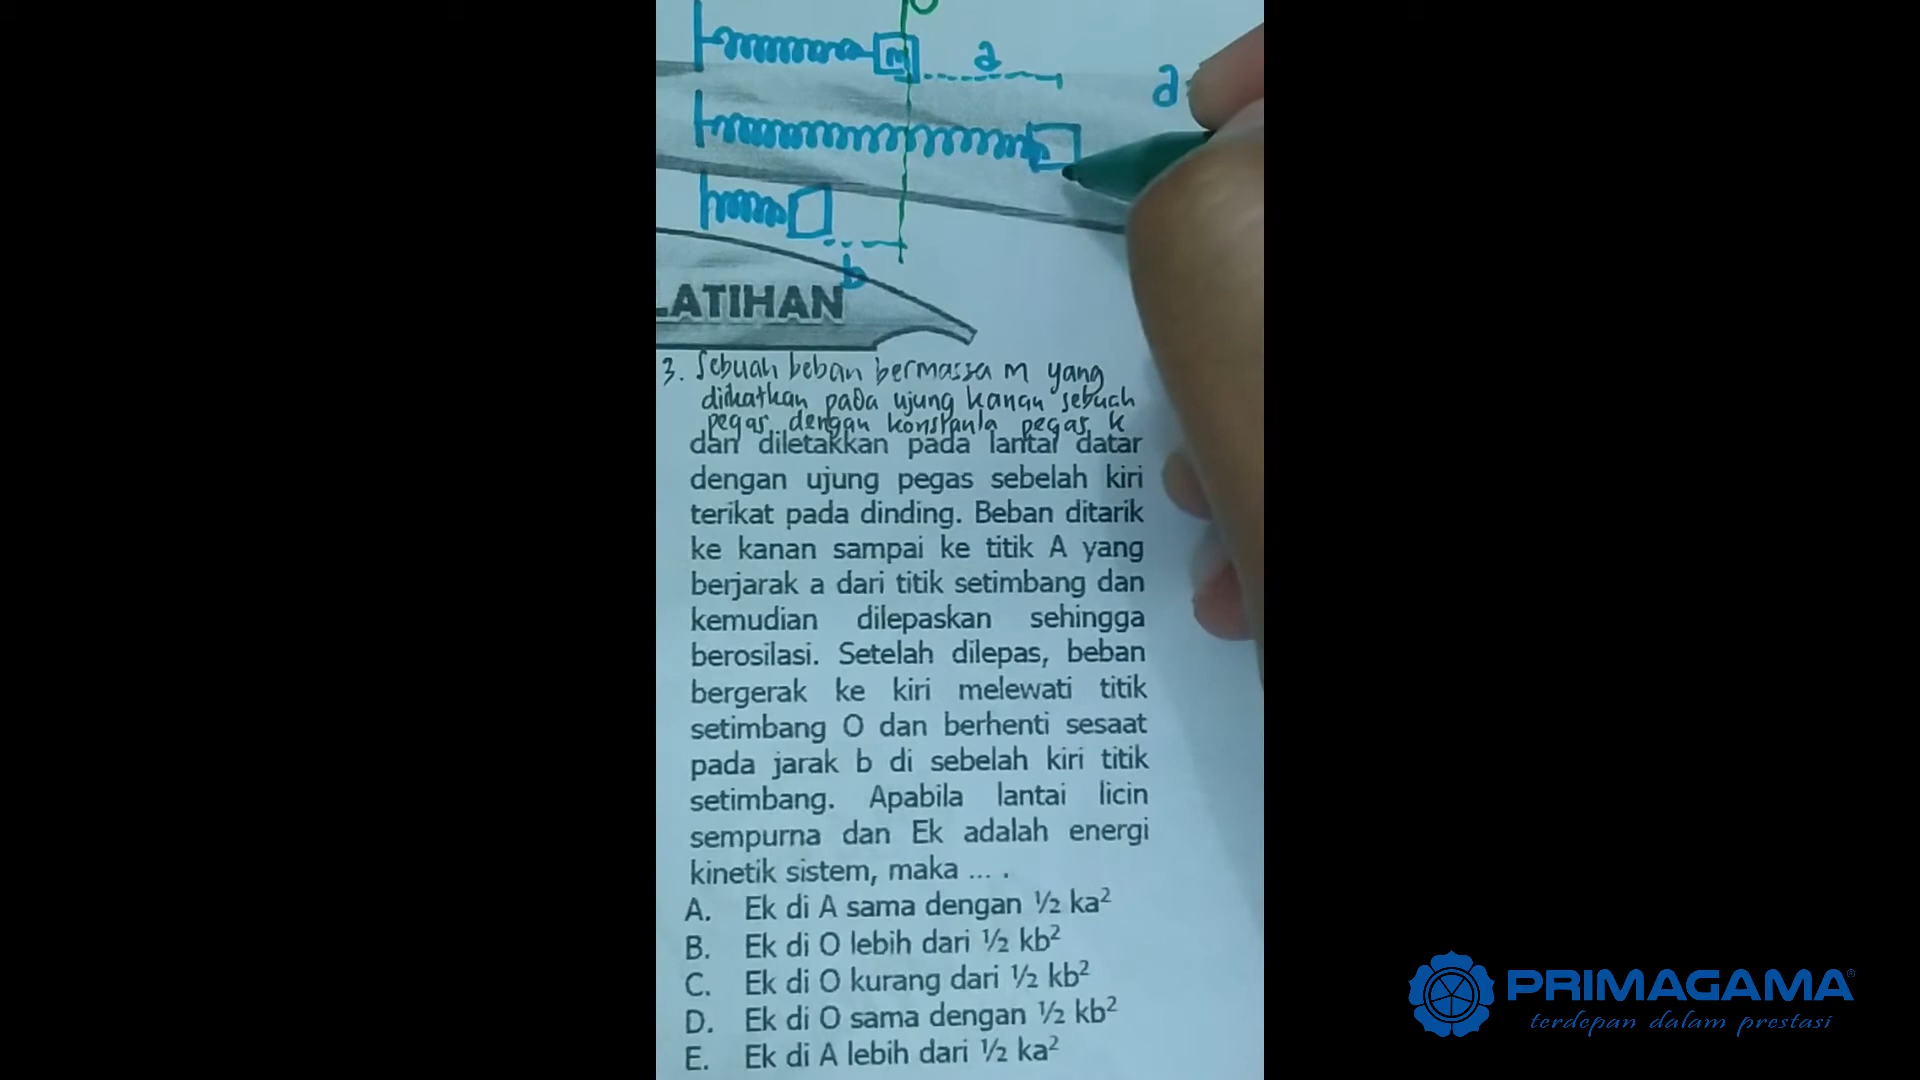 O
m
a
a
b
LATIHAN
3. Sebuah beban bermassa m yang
diikatkan pada ujung kanan sebuah
pegas dengan konstanta pegas k
dan diletakkan pada lantai datar
dengan ujung pegas sebelah kiri
terikat pada dinding. Beban ditarik
ke kanan sampai ke titik A yang
berjarak a dari titik setimbang dan
kemudian dilepaskan sehingga
berosilasi. Setelah dilepas, beban
bergerak ke kiri melewati titik
setimbang O dan berhenti sesaat
pada jarak b di sebelah kiri titik
setimbang. Apabila lantai licin
sempurna dan Ek adalah energi
kinetik sistem, maka ... .
A. Ek di A sama dengan ½ ka²
B. Ek di O lebih dari ½ kb²
C. Ek di O kurang dari ½ kb²
D. Ek di O sama dengan ½ kb²
E. Ek di A lebih dari ½ ka²
PRIMAGAMA®
terdepan dalam prestasi